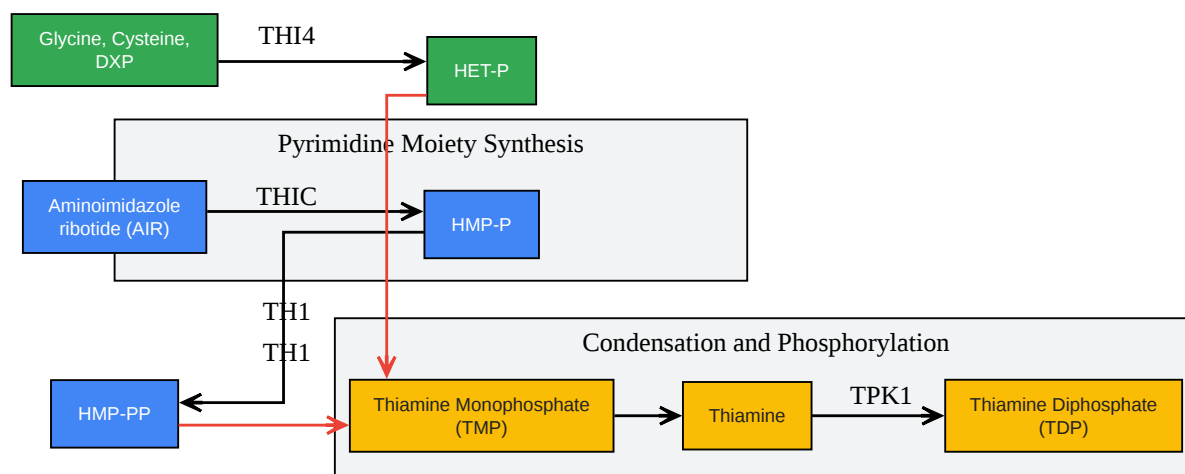 Glycine, Cysteine,
DXP
THI4
HET-P
Pyrimidine Moiety Synthesis
Aminoimidazole
ribotide (AIR)
THIC
HMP-P
TH1
TH1
Condensation and Phosphorylation
HMP-PP
Thiamine Monophosphate
(TMP)
Thiamine
TPK1
Thiamine Diphosphate
(TDP)